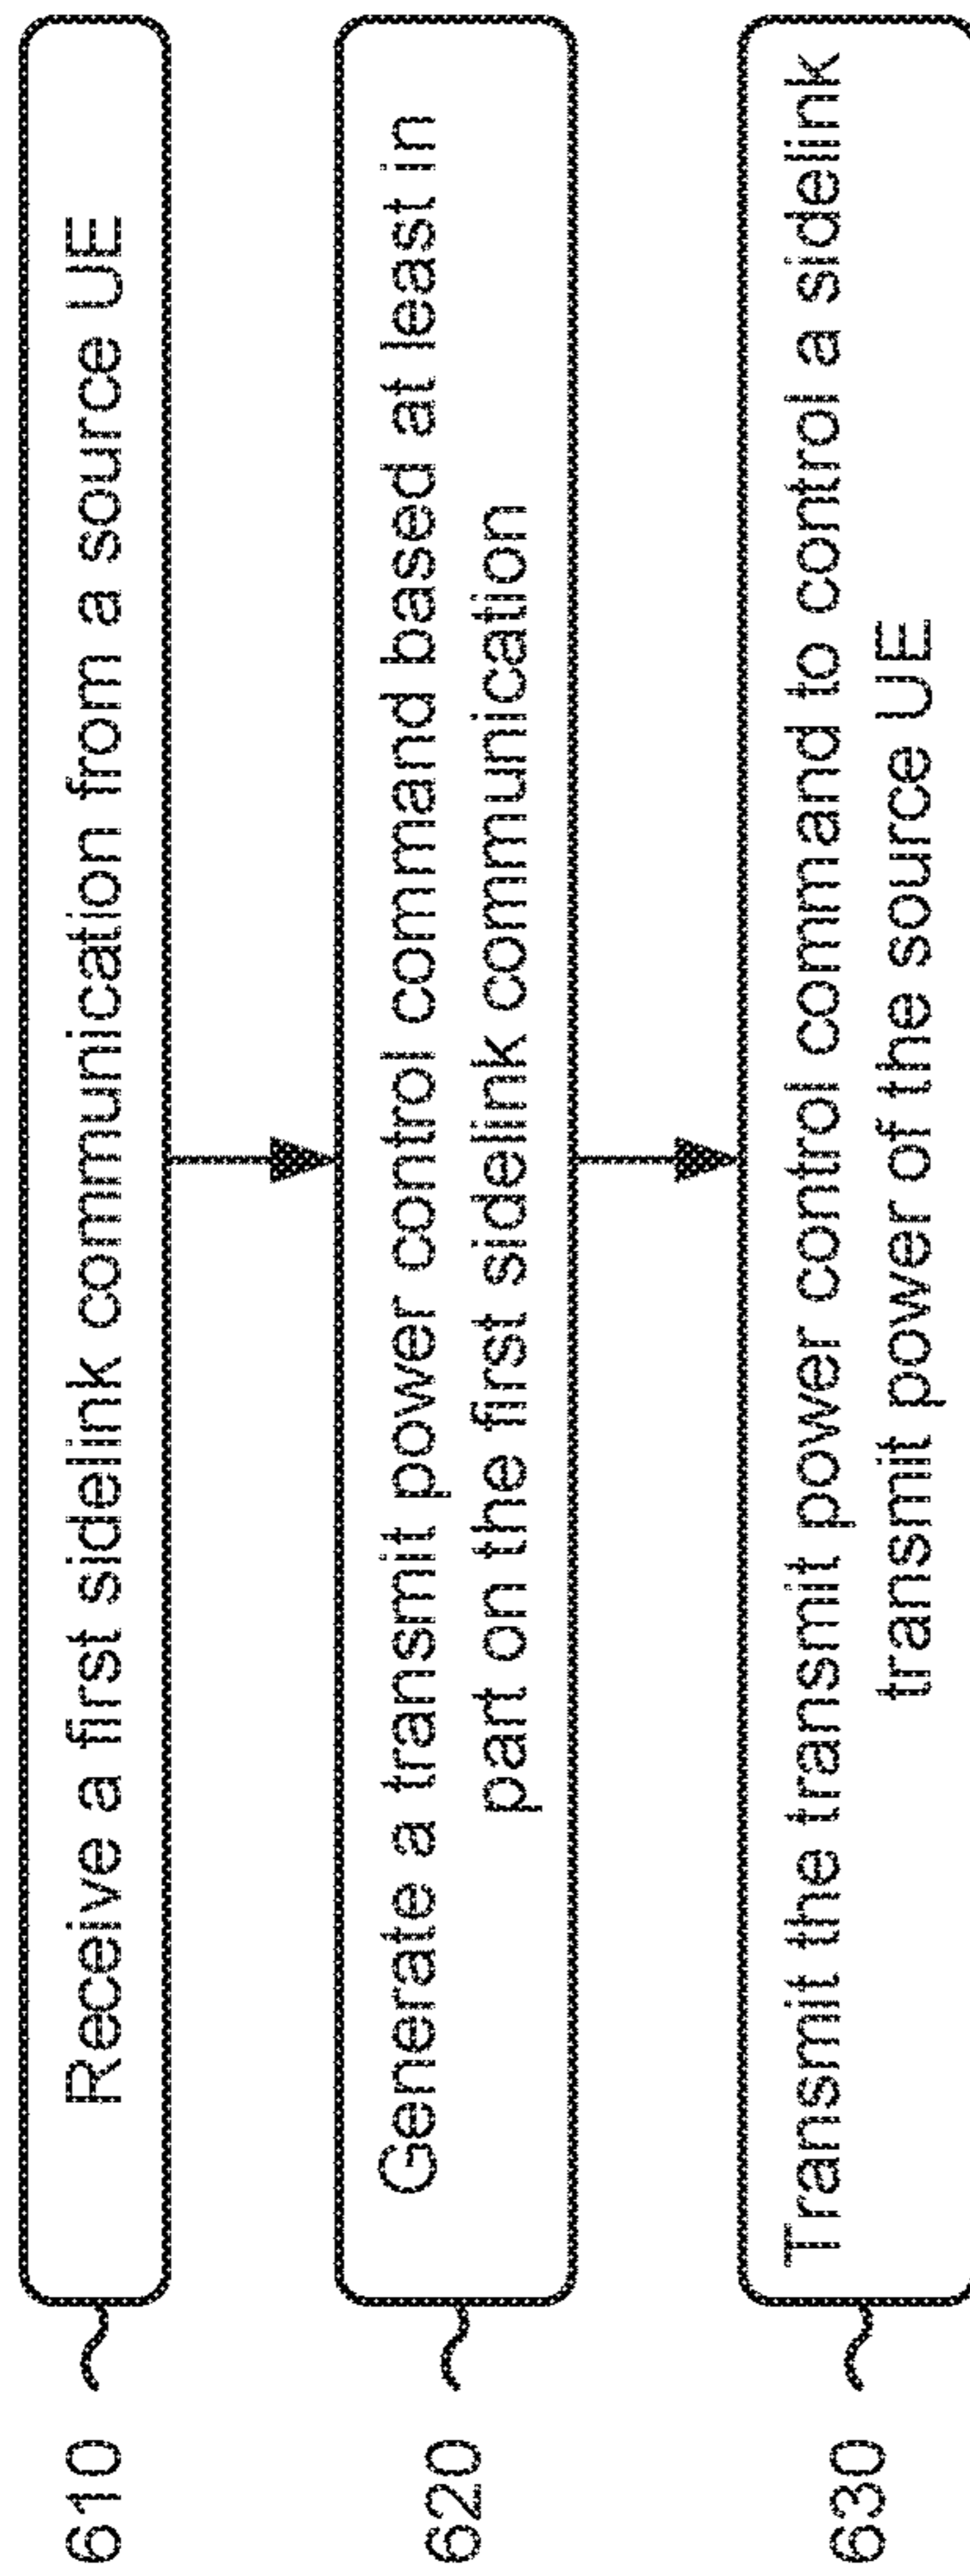 610
Receive a first sidelink communication from a source UE
620
Generate a transmit power control command based at least in
part on the first sidelink communication
630
Transmit the transmit power control command to control a sidelink
transmit power of the source UE